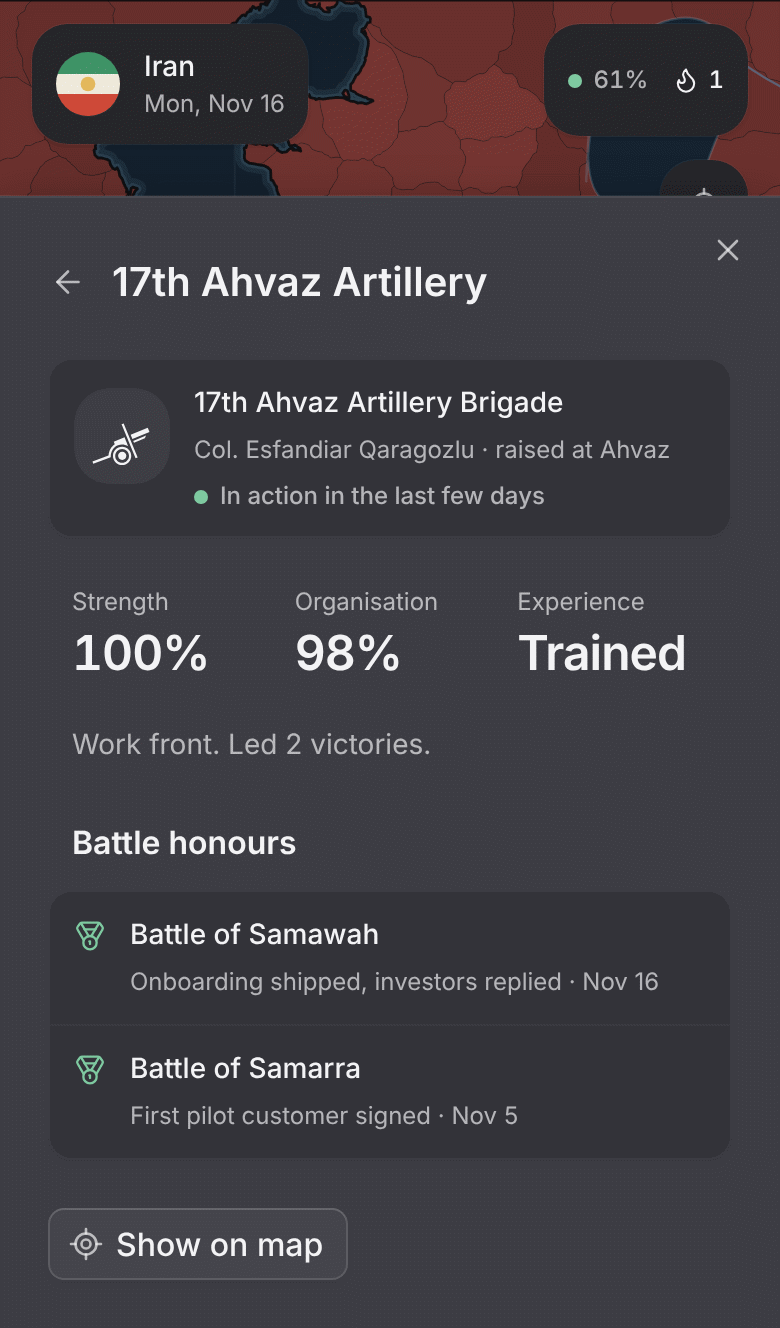 Iran
Mon, Nov 16
61%
1
17th Ahvaz Artillery
17th Ahvaz Artillery Brigade
Col. Esfandiar Qaragozlu · raised at Ahvaz
In action in the last few days
Strength
Organisation
Experience
100%
98%
Trained
Work front. Led 2 victories.
Battle honours
Battle of Samawah
Onboarding shipped, investors replied · Nov 16
Battle of Samarra
First pilot customer signed · Nov 5
Show on map